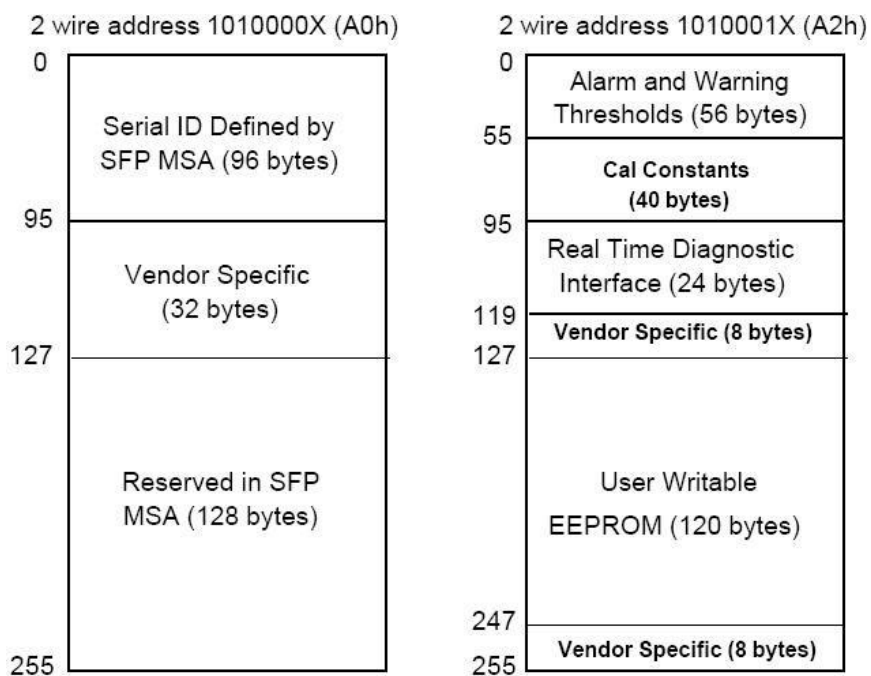 2 wire address 1010000X (A0h)
0
Serial ID Defined by
SFP MSA (96 bytes)
95
Vendor Specific
(32 bytes)
127
Reserved in SFP
MSA (128 bytes)
255
2 wire address 1010001X (A2h)
0
Alarm and Warning
Thresholds (56 bytes)
55
Cal Constants
(40 bytes)
95
Real Time Diagnostic
Interface (24 bytes)
119
Vendor Specific (8 bytes)
127
User Writable
EEPROM (120 bytes)
247
Vendor Specific (8 bytes)
255